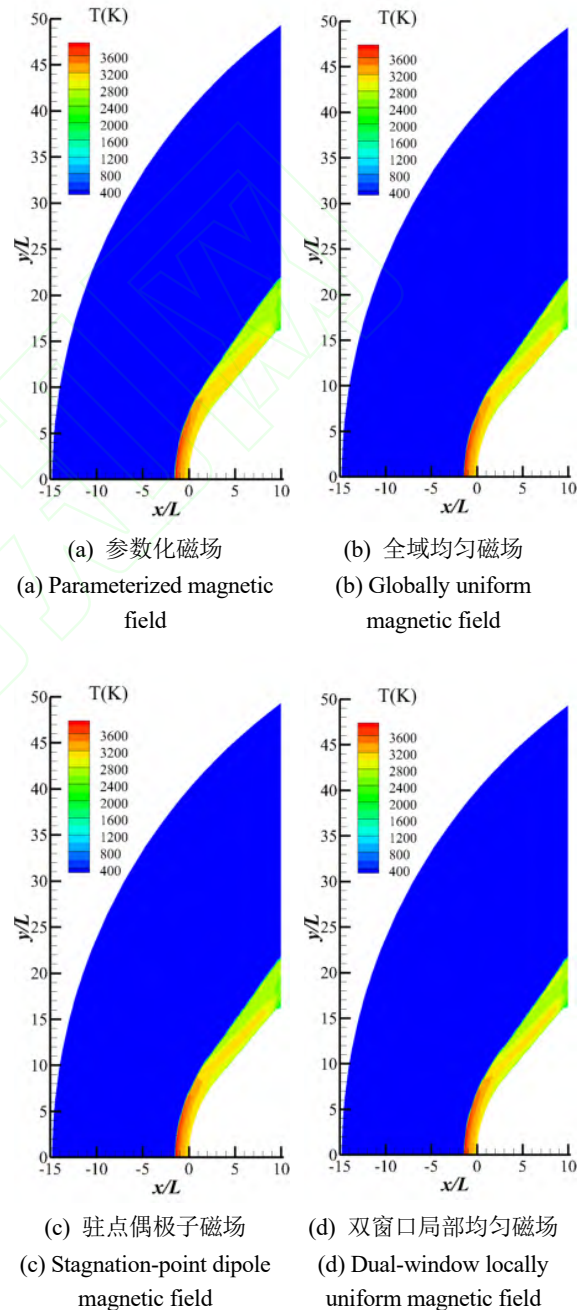 50 T(K)
45
3600
3200
40
2800
2400
35
2000
1600
1200
30
800
400
25
y/L
20
15
10
5
0
-15 -10 -5 0 5 10
x/L
50 T(K)
45
3600
3200
40
2800
2400
35
2000
1600
1200
30
800
400
25
y/L
20
15
10
5
0
-15 -10 -5 0 5 10
x/L
(a) 参数化磁场
(a) Parameterized magnetic
field
(b) 全域均匀磁场
(b) Globally uniform
magnetic field
50 T(K)
45
3600
3200
40
2800
2400
35
2000
1600
1200
30
800
400
25
y/L
20
15
10
5
0
-15 -10 -5 0 5 10
x/L
50 T(K)
45
3600
3200
40
2800
2400
35
2000
1600
1200
30
800
400
25
y/L
20
15
10
5
0
-15 -10 -5 0 5 10
x/L
(c) 驻点偶极子磁场
(c) Stagnation-point dipole
magnetic field
(d) 双窗口局部均匀磁场
(d) Dual-window locally
uniform magnetic field